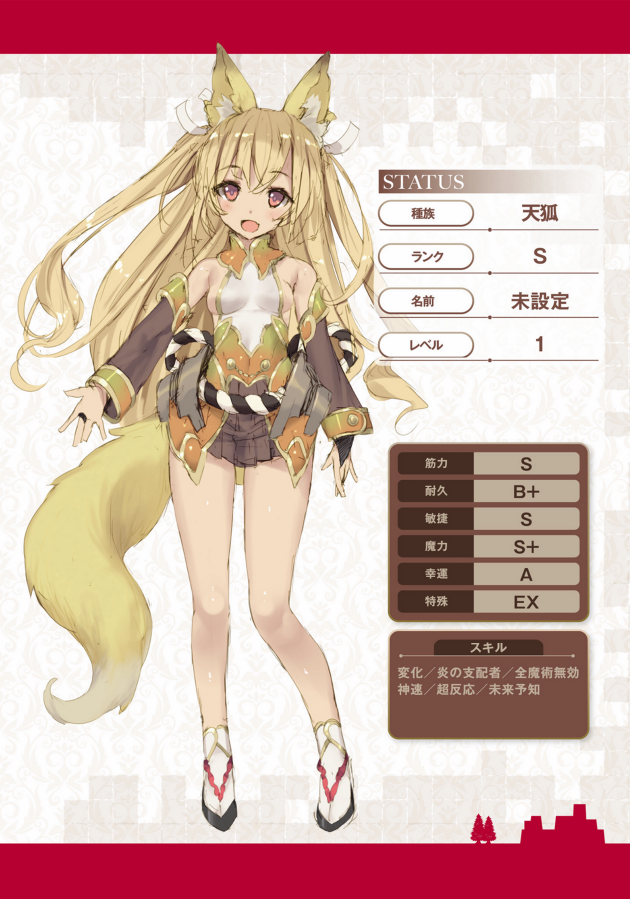 STATUS
種族 天狐
ランク S
名前 未設定
レベル 1
筋力 S
耐久 B+
敏捷 S
魔力 S+
幸運 A
特殊 EX
スキル
変化／炎の支配者／全魔術無効
神速／超反応／未来予知